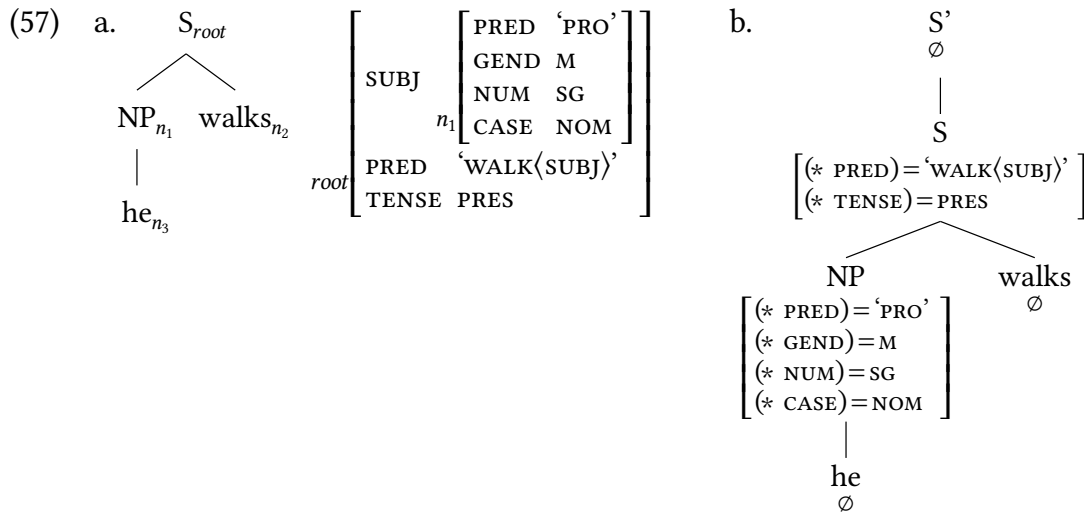 (57) a. S_root b. S’
∅
SUBJ n₁[PRED ‘PRO’
GEND M
NUM SG
CASE NOM]
root[PRED ‘WALK⟨SUBJ⟩’
TENSE PRES]
NP_n₁ walks_n₂
he_n₃
S
[(* PRED)=‘WALK⟨SUBJ⟩’
(* TENSE)=PRES]
NP walks
∅
[(* PRED)=‘PRO’
(* GEND)=M
(* NUM)=SG
(* CASE)=NOM]
he
∅